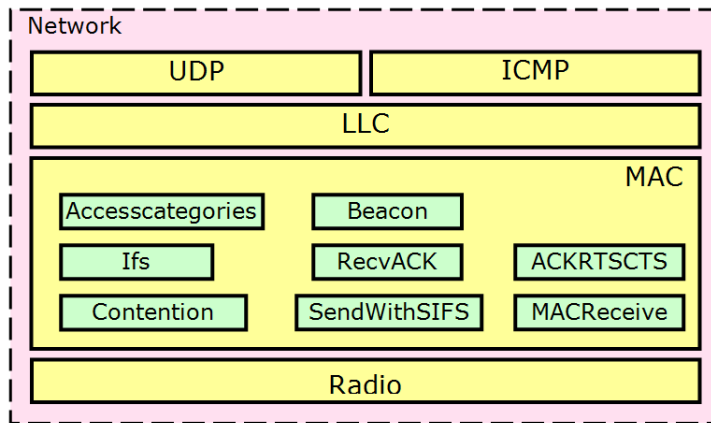 Network
UDP ICMP
LLC
MAC
Accesscategories Beacon
Ifs RecvACK ACKRTSCTS
Contention SendWithSIFS MACReceive
Radio